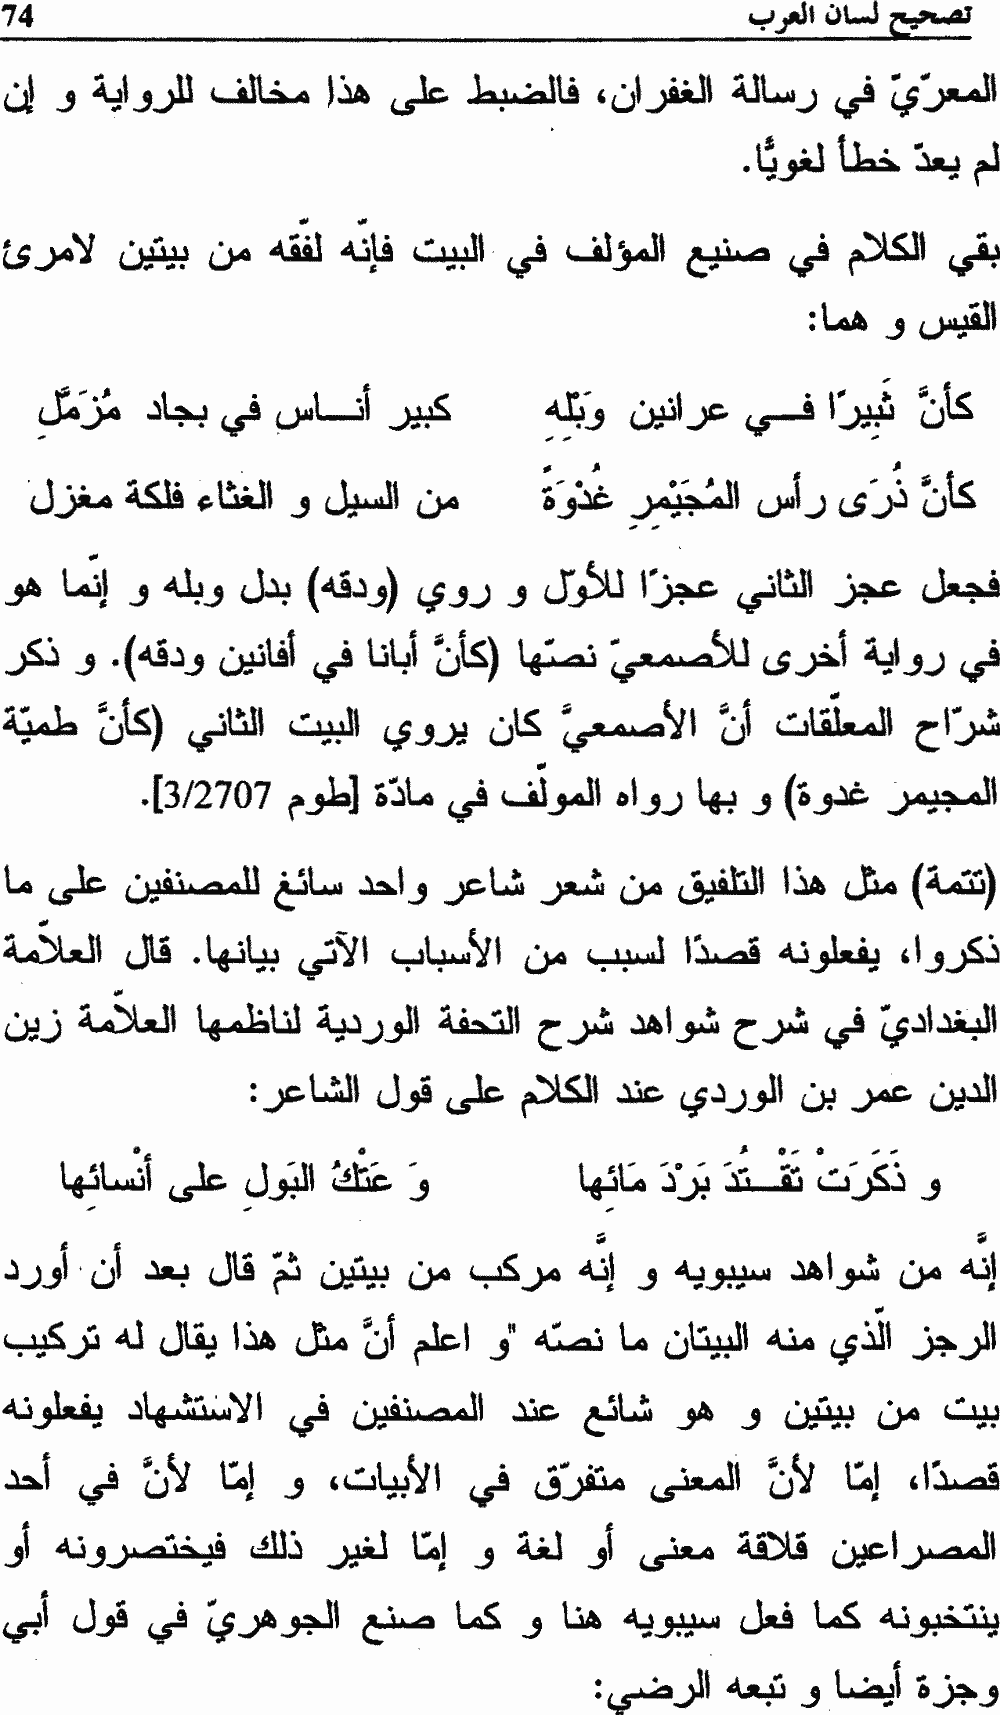 تصحيح لسان العرب 74
المعرّيّ في رسالة الغفران، فالضبط على هذا مخالف للرواية و إن
لم يعدّ خطأ لغويًّا.
بقي الكلام في صنيع المؤلف في البيت فإنّه لفّقه من بيتين لامرئ
القيس و هما:
كأنَّ ثَبِيرًا فـــي عرانين وَبْلِهِ كبير أنـــاس في بجاد مُزَمَّلِ
كأنَّ ذُرَى رأس المُجَيْمِرِ غُدْوَةً من السيل و الغثاء فلكة مغزل
فجعل عجز الثاني عجزًا للأوّل و روي (ودقه) بدل وبله و إنّما هو
في رواية أخرى للأصمعيّ نصّها (كأنَّ أبانا في أفانين ودقه). و ذكر
شرّاح المعلّقات أنَّ الأصمعيَّ كان يروي البيت الثاني (كأنَّ طميّة
المجيمر غدوة) و بها رواه المولّف في مادّة [طوم 3/2707].
(تتمة) مثل هذا التلفيق من شعر شاعر واحد سائغ للمصنفين على ما
ذكروا، يفعلونه قصدًا لسبب من الأسباب الآتي بيانها. قال العلاّمة
البغداديّ في شرح شواهد شرح التحفة الوردية لناظمها العلاّمة زين
الدين عمر بن الوردي عند الكلام على قول الشاعر:
و ذَكَرَتْ تَقْـــتُدَ بَرْدَ مَائِها وَ عَتْكُ البَولِ على أنْسائِها
إنَّه من شواهد سيبويه و إنَّه مركب من بيتين ثمّ قال بعد أن أورد
الرجز الّذي منه البيتان ما نصّه "و اعلم أنَّ مثل هذا يقال له تركيب
بيت من بيتين و هو شائع عند المصنفين في الاستشهاد يفعلونه
قصدًا، إمّا لأنَّ المعنى متفرّق في الأبيات، و إمّا لأنَّ في أحد
المصراعين قلاقة معنى أو لغة و إمّا لغير ذلك فيختصرونه أو
ينتخبونه كما فعل سيبويه هنا و كما صنع الجوهريّ في قول أبي
وجزة أيضا و تبعه الرضي: